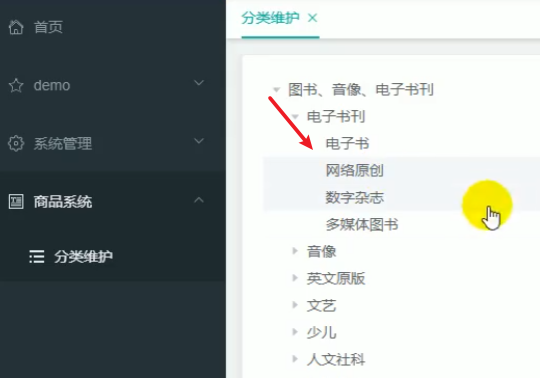 分类维护
首页
demo
系统管理
商品系统
分类维护
图书、音像、电子书刊
电子书刊
电子书
网络原创
数字杂志
多媒体图书
音像
英文原版
文艺
少儿
人文社科